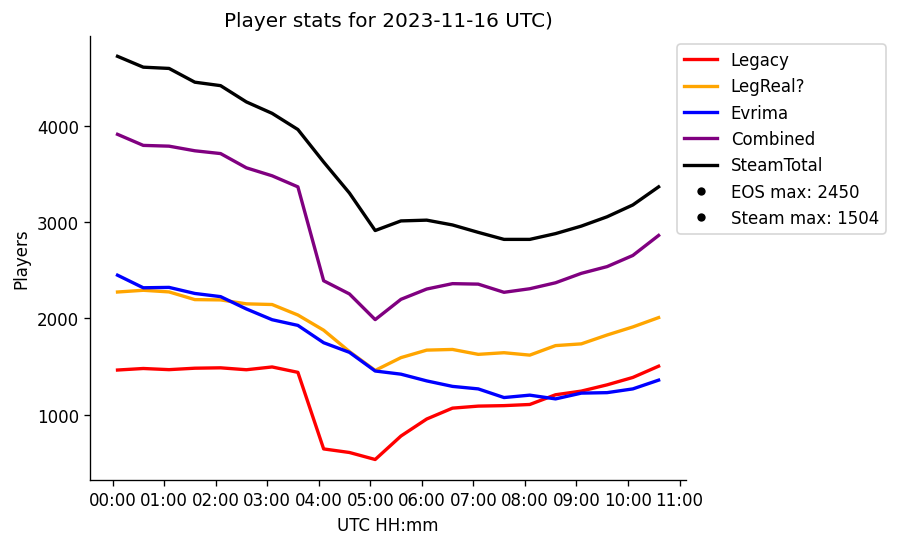 Player stats for 2023-11-16 UTC)
Legacy
LegReal?
Evrima
Combined
SteamTotal
EOS max: 2450
Steam max: 1504
Players
4000
3000
2000
1000
00:00 01:00 02:00 03:00 04:00 05:00 06:00 07:00 08:00 09:00 10:00 11:00
UTC HH:mm